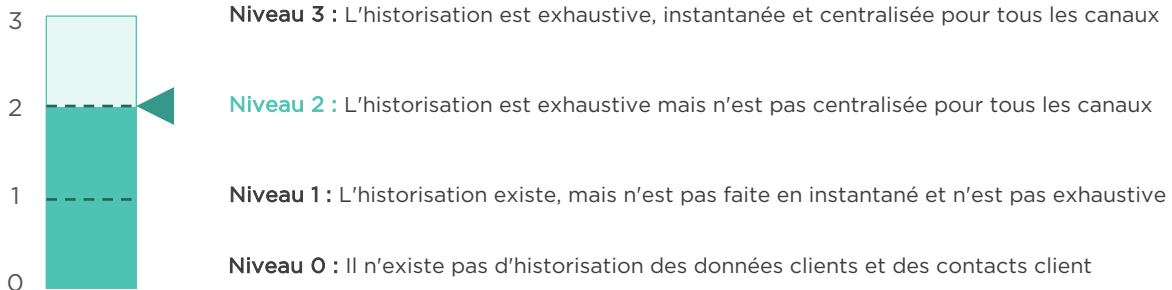 3
Niveau 3 : L'historisation est exhaustive, instantanée et centralisée pour tous les canaux
2
Niveau 2 : L'historisation est exhaustive mais n'est pas centralisée pour tous les canaux
1
Niveau 1 : L'historisation existe, mais n'est pas faite en instantané et n'est pas exhaustive
0
Niveau 0 : Il n'existe pas d'historisation des données clients et des contacts client